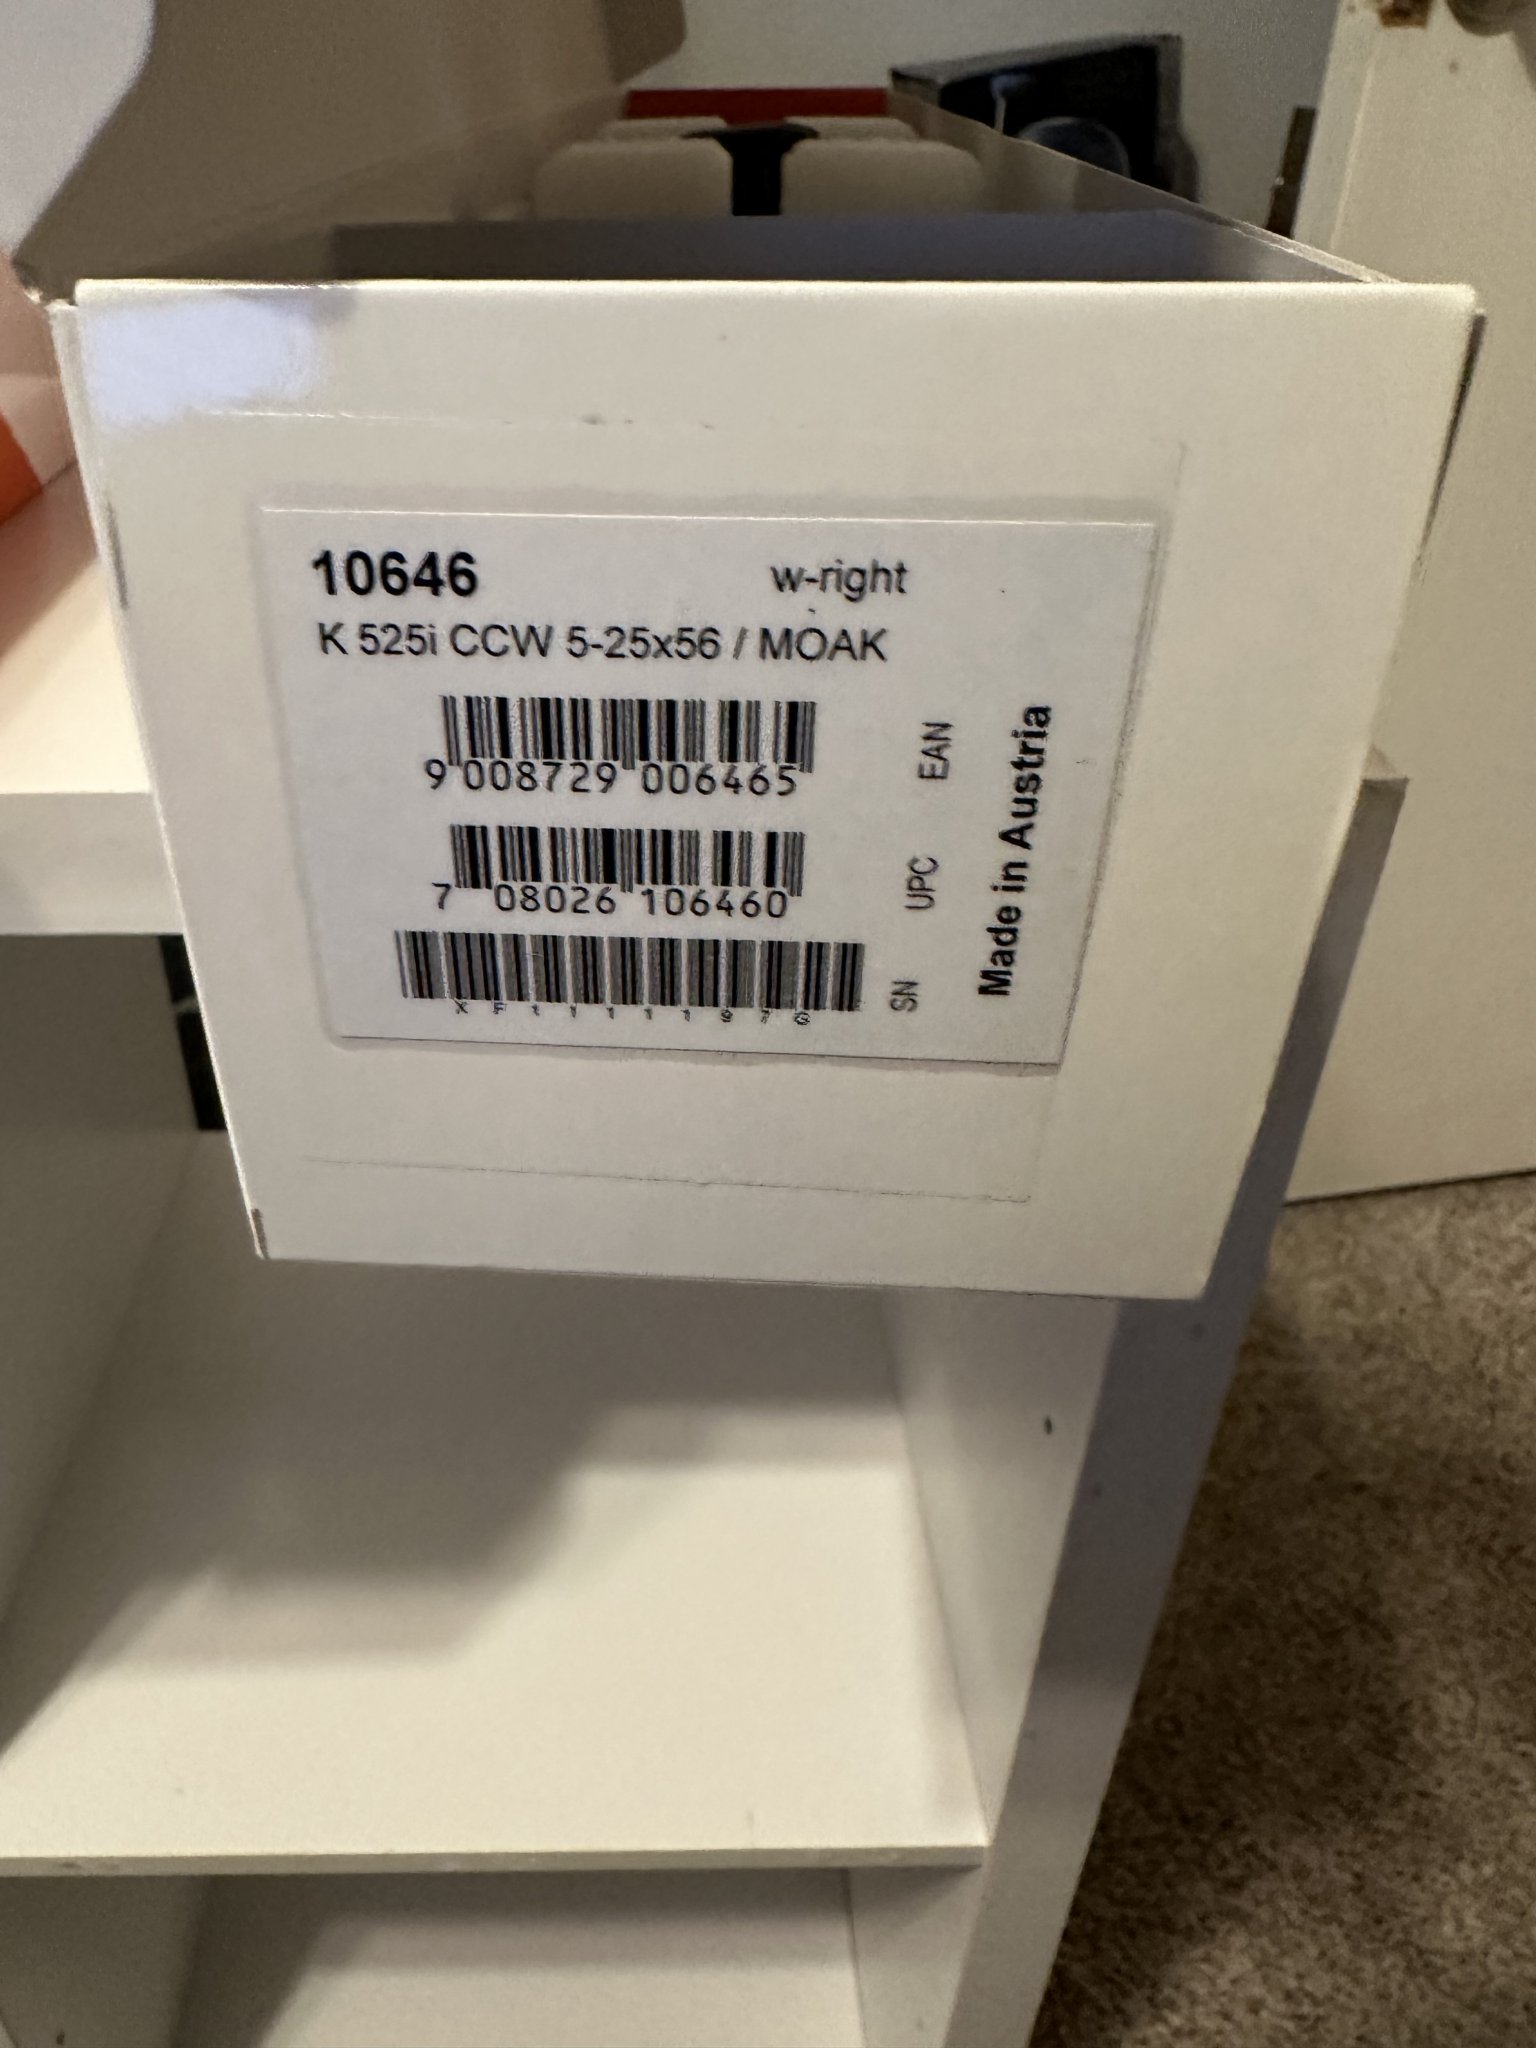 10646 w-right
K 525i CCW 5-25x56 / MOAK
9 008729 006465 EAN
7 08026 106460 UPC
SN
Made in Austria